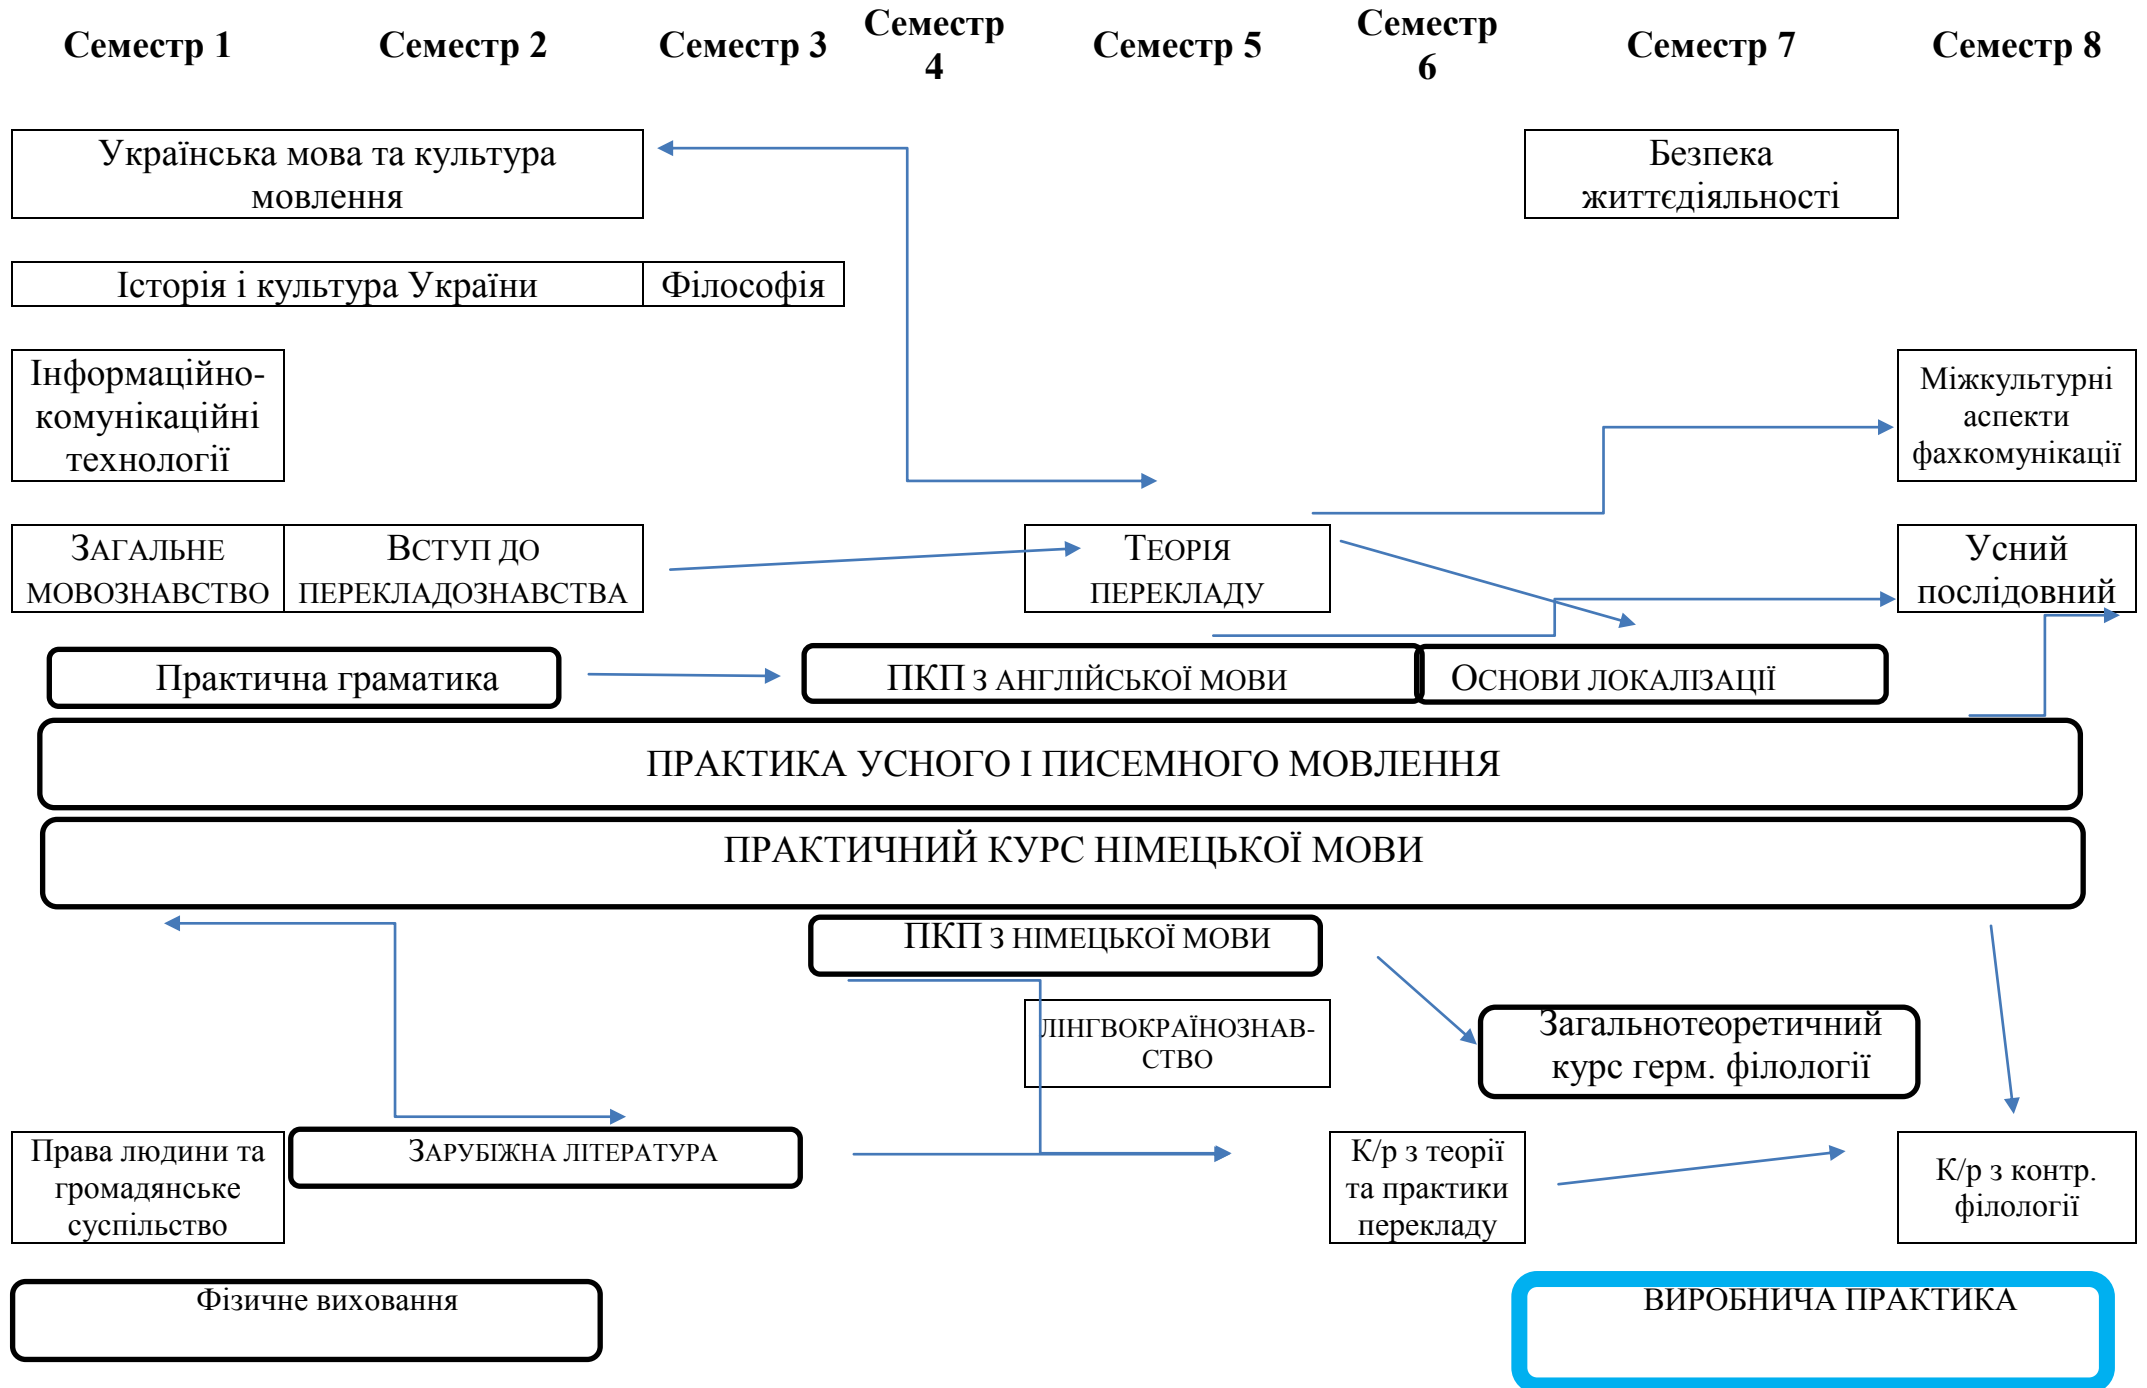 Семестр 1
Семестр 2
Семестр 3
Семестр
4
Семестр 5
Семестр
6
Семестр 7
Семестр 8
Українська мова та культура
мовлення
Безпека
життєдіяльності
Історія і культура України
Філософія
Інформаційно-
комунікаційні
технології
Міжкультурні
аспекти
фахкомунікації
ЗАГАЛЬНЕ
МОВОЗНАВСТВО
ВСТУП ДО
ПЕРЕКЛАДОЗНАВСТВА
ТЕОРІЯ
ПЕРЕКЛАДУ
Усний
послідовний
Практична граматика
ПКП З АНГЛІЙСЬКОЇ МОВИ
ОСНОВИ ЛОКАЛІЗАЦІЇ
ПРАКТИКА УСНОГО І ПИСЕМНОГО МОВЛЕННЯ
ПРАКТИЧНИЙ КУРС НІМЕЦЬКОЇ МОВИ
ПКП З НІМЕЦЬКОЇ МОВИ
ЛІНГВОКРАЇНОЗНАВ-
СТВО
Загальнотеоретичний
курс герм. філології
Права людини та
громадянське
суспільство
ЗАРУБІЖНА ЛІТЕРАТУРА
К/р з теорії
та практики
перекладу
К/р з контр.
філології
Фізичне виховання
ВИРОБНИЧА ПРАКТИКА